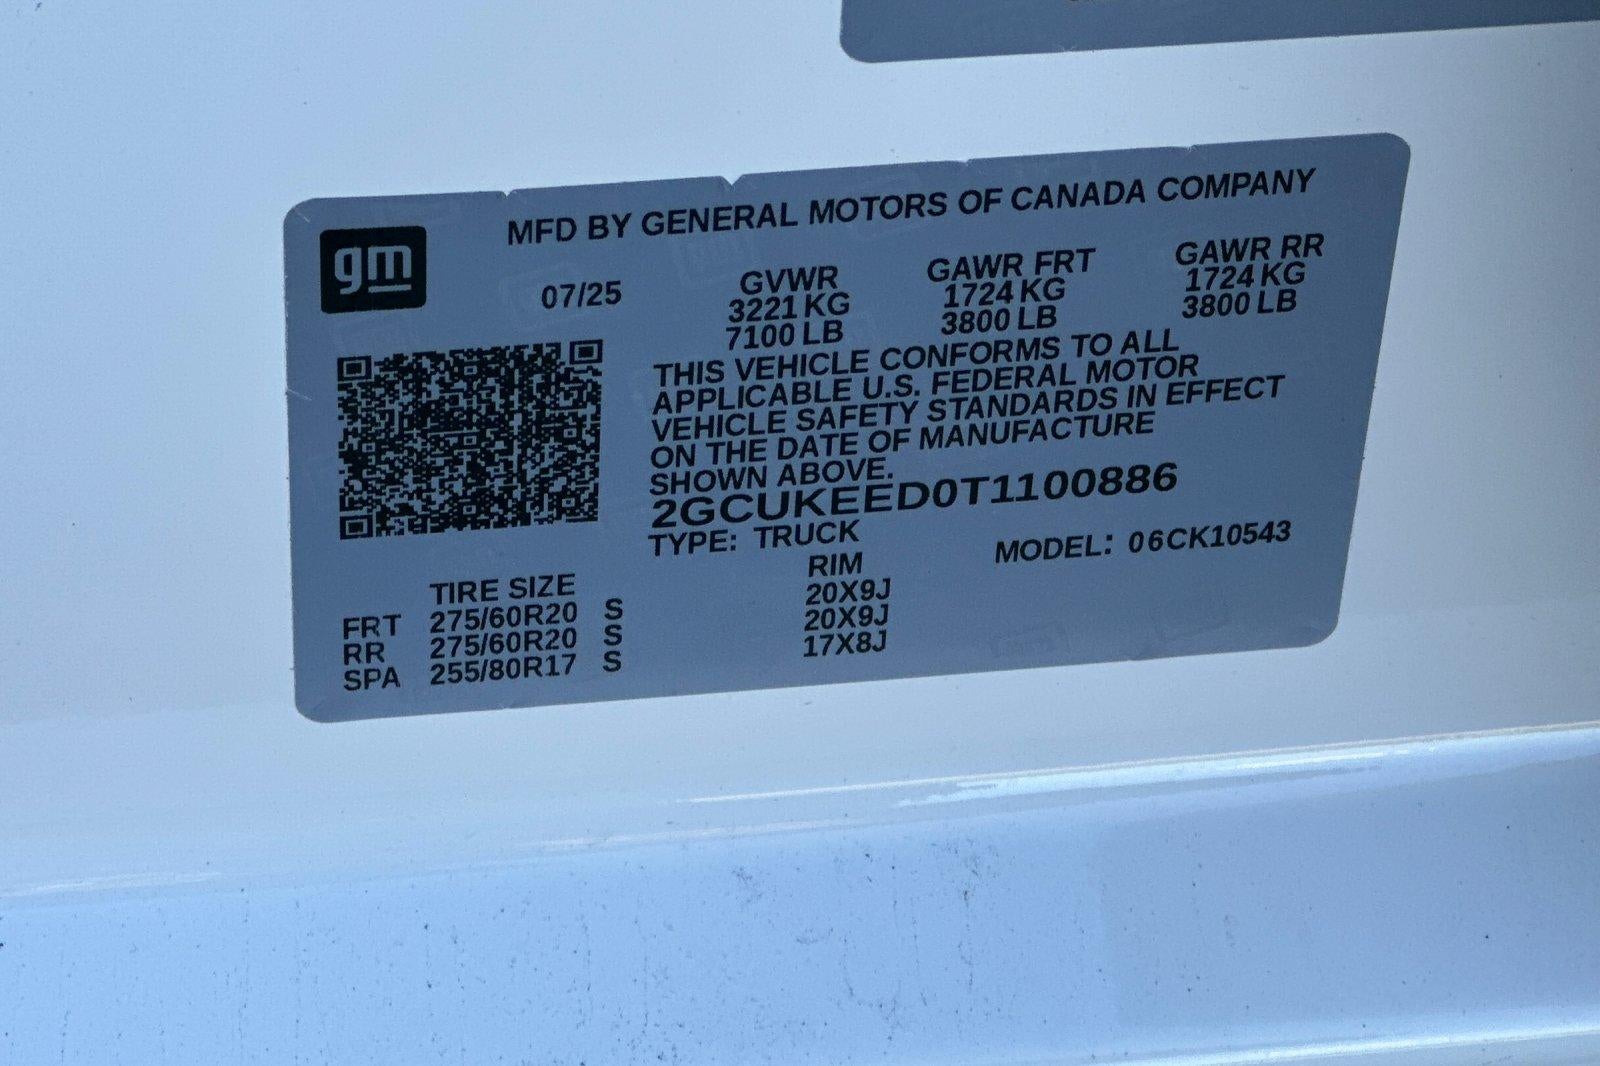 gm
MFD BY GENERAL MOTORS OF CANADA COMPANY
07/25 GVWR GAWR FRT GAWR RR
3221 KG 1724 KG 1724 KG
7100 LB 3800 LB 3800 LB
THIS VEHICLE CONFORMS TO ALL
APPLICABLE U.S. FEDERAL MOTOR
VEHICLE SAFETY STANDARDS IN EFFECT
ON THE DATE OF MANUFACTURE
SHOWN ABOVE.
2GCUKEED0T1100886
TYPE: TRUCK MODEL: 06CK10543
TIRE SIZE RIM
FRT 275/60R20 S 20X9J
RR 275/60R20 S 20X9J
SPA 255/80R17 S 17X8J